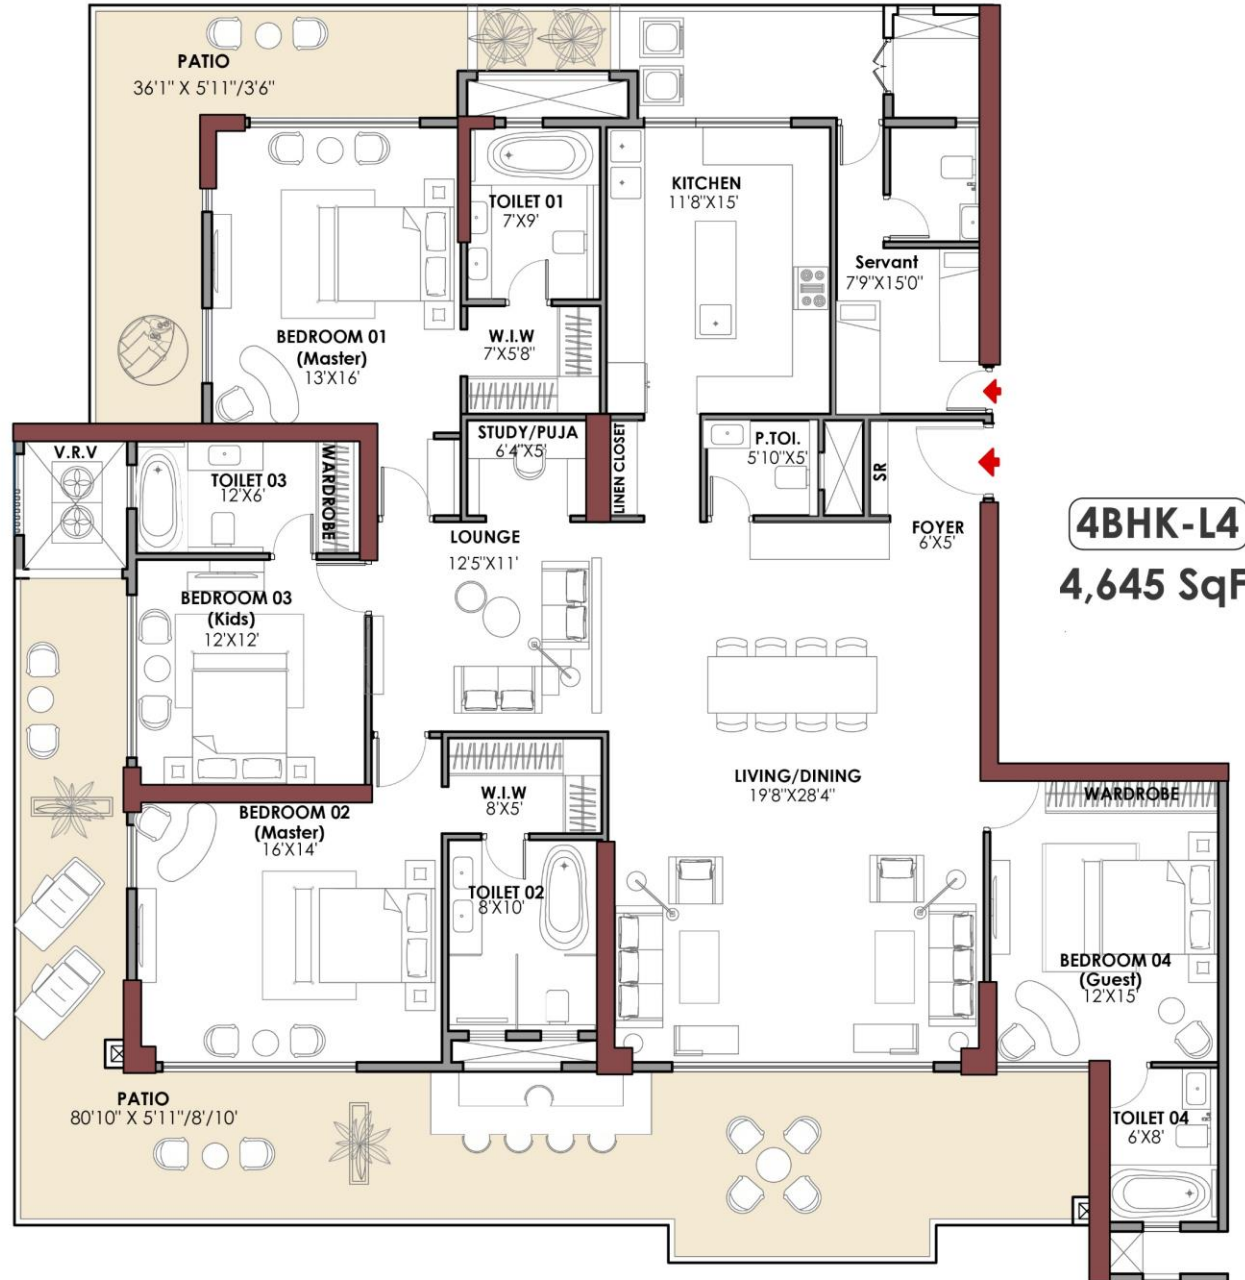 PATIO
36'1" X 5'11"/3'6"
KITCHEN
11'8"X15'
TOILET 01
7'X9'
Servant
7'9"X15'0"
BEDROOM 01
(Master)
13'X16'
W.I.W
7'X5'8"
STUDY/PUJA
6'4"X5'
LINEN CLOSET
P.TOI.
5'10"X5'
SR
V.R.V
TOILET 03
12'X6'
WARDROBE
LOUNGE
12'5"X11'
FOYER
6'X5'
4BHK-L4
4,645 SqF
BEDROOM 03
(Kids)
12'X12'
W.I.W
8'X5'
LIVING/DINING
19'8"X28'4"
WARDROBE
BEDROOM 02
(Master)
16'X14'
TOILET 02
8'X10'
BEDROOM 04
(Guest)
12'X15'
PATIO
80'10" X 5'11"/8'/10'
TOILET 04
6'X8'